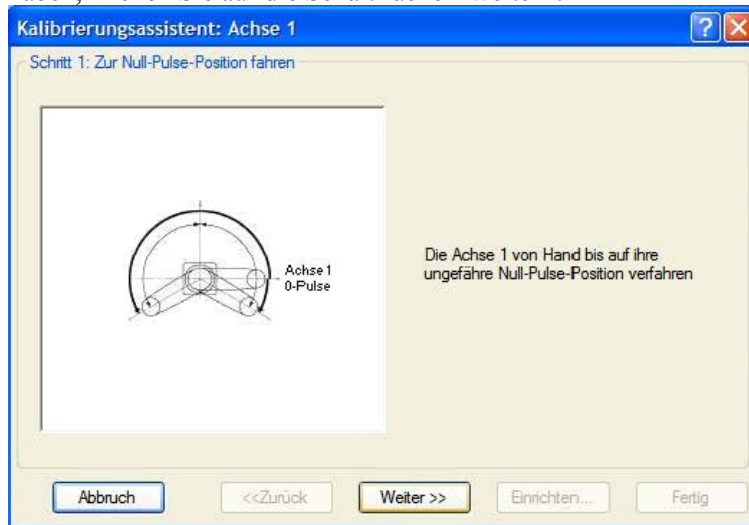 Kalibrierungsassistent: Achse 1
Schritt 1: Zur Null-Pulse-Position fahren
Achse 1
0-Pulse
Die Achse 1 von Hand bis auf ihre
ungefähre Null-Pulse-Position verfahren
Abbruch
<<Zurück
Weiter >>
Einrichten...
Fertig